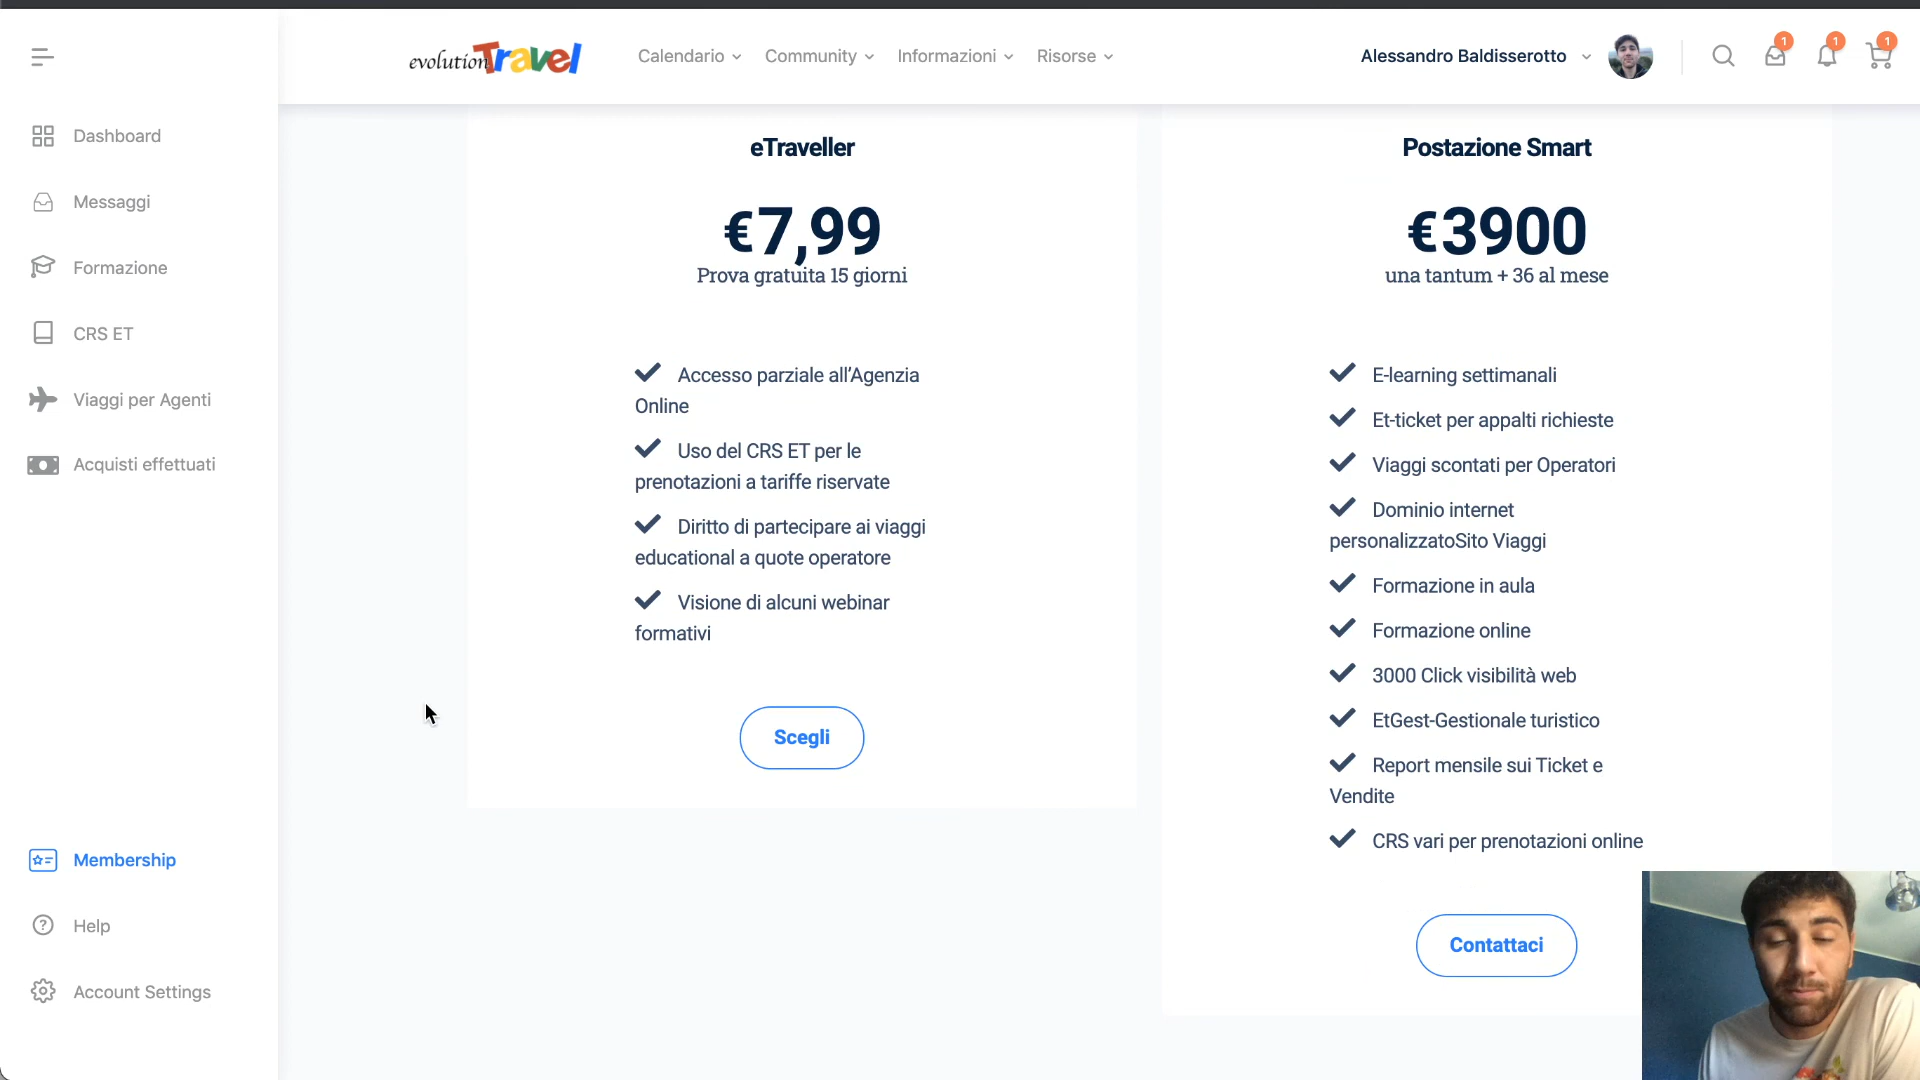 evolutionTravel
Calendario
Community
Informazioni
Risorse
Alessandro Baldisserotto
1
1
1
Dashboard
Messaggi
Formazione
CRS ET
Viaggi per Agenti
Acquisti effettuati
Membership
Help
Account Settings
eTraveller
€7,99
Prova gratuita 15 giorni
Accesso parziale all'Agenzia
Online
Uso del CRS ET per le
prenotazioni a tariffe riservate
Diritto di partecipare ai viaggi
educational a quote operatore
Visione di alcuni webinar
formativi
Scegli
Postazione Smart
€3900
una tantum + 36 al mese
E-learning settimanali
Et-ticket per appalti richieste
Viaggi scontati per Operatori
Dominio internet
personalizzatoSito Viaggi
Formazione in aula
Formazione online
3000 Click visibilità web
EtGest-Gestionale turistico
Report mensile sui Ticket e
Vendite
CRS vari per prenotazioni online
Contattaci